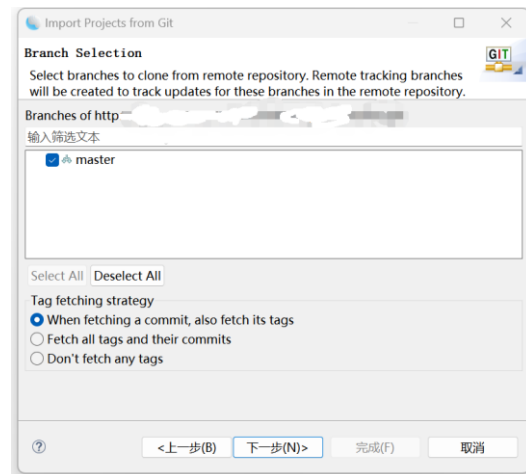 Import Projects from Git
Branch Selection
GIT
Select branches to clone from remote repository. Remote tracking branches
will be created to track updates for these branches in the remote repository.
Branches of http
输入筛选文本
master
Select All Deselect All
Tag fetching strategy
When fetching a commit, also fetch its tags
Fetch all tags and their commits
Don't fetch any tags
<上一步(B) 下一步(N)> 完成(F) 取消